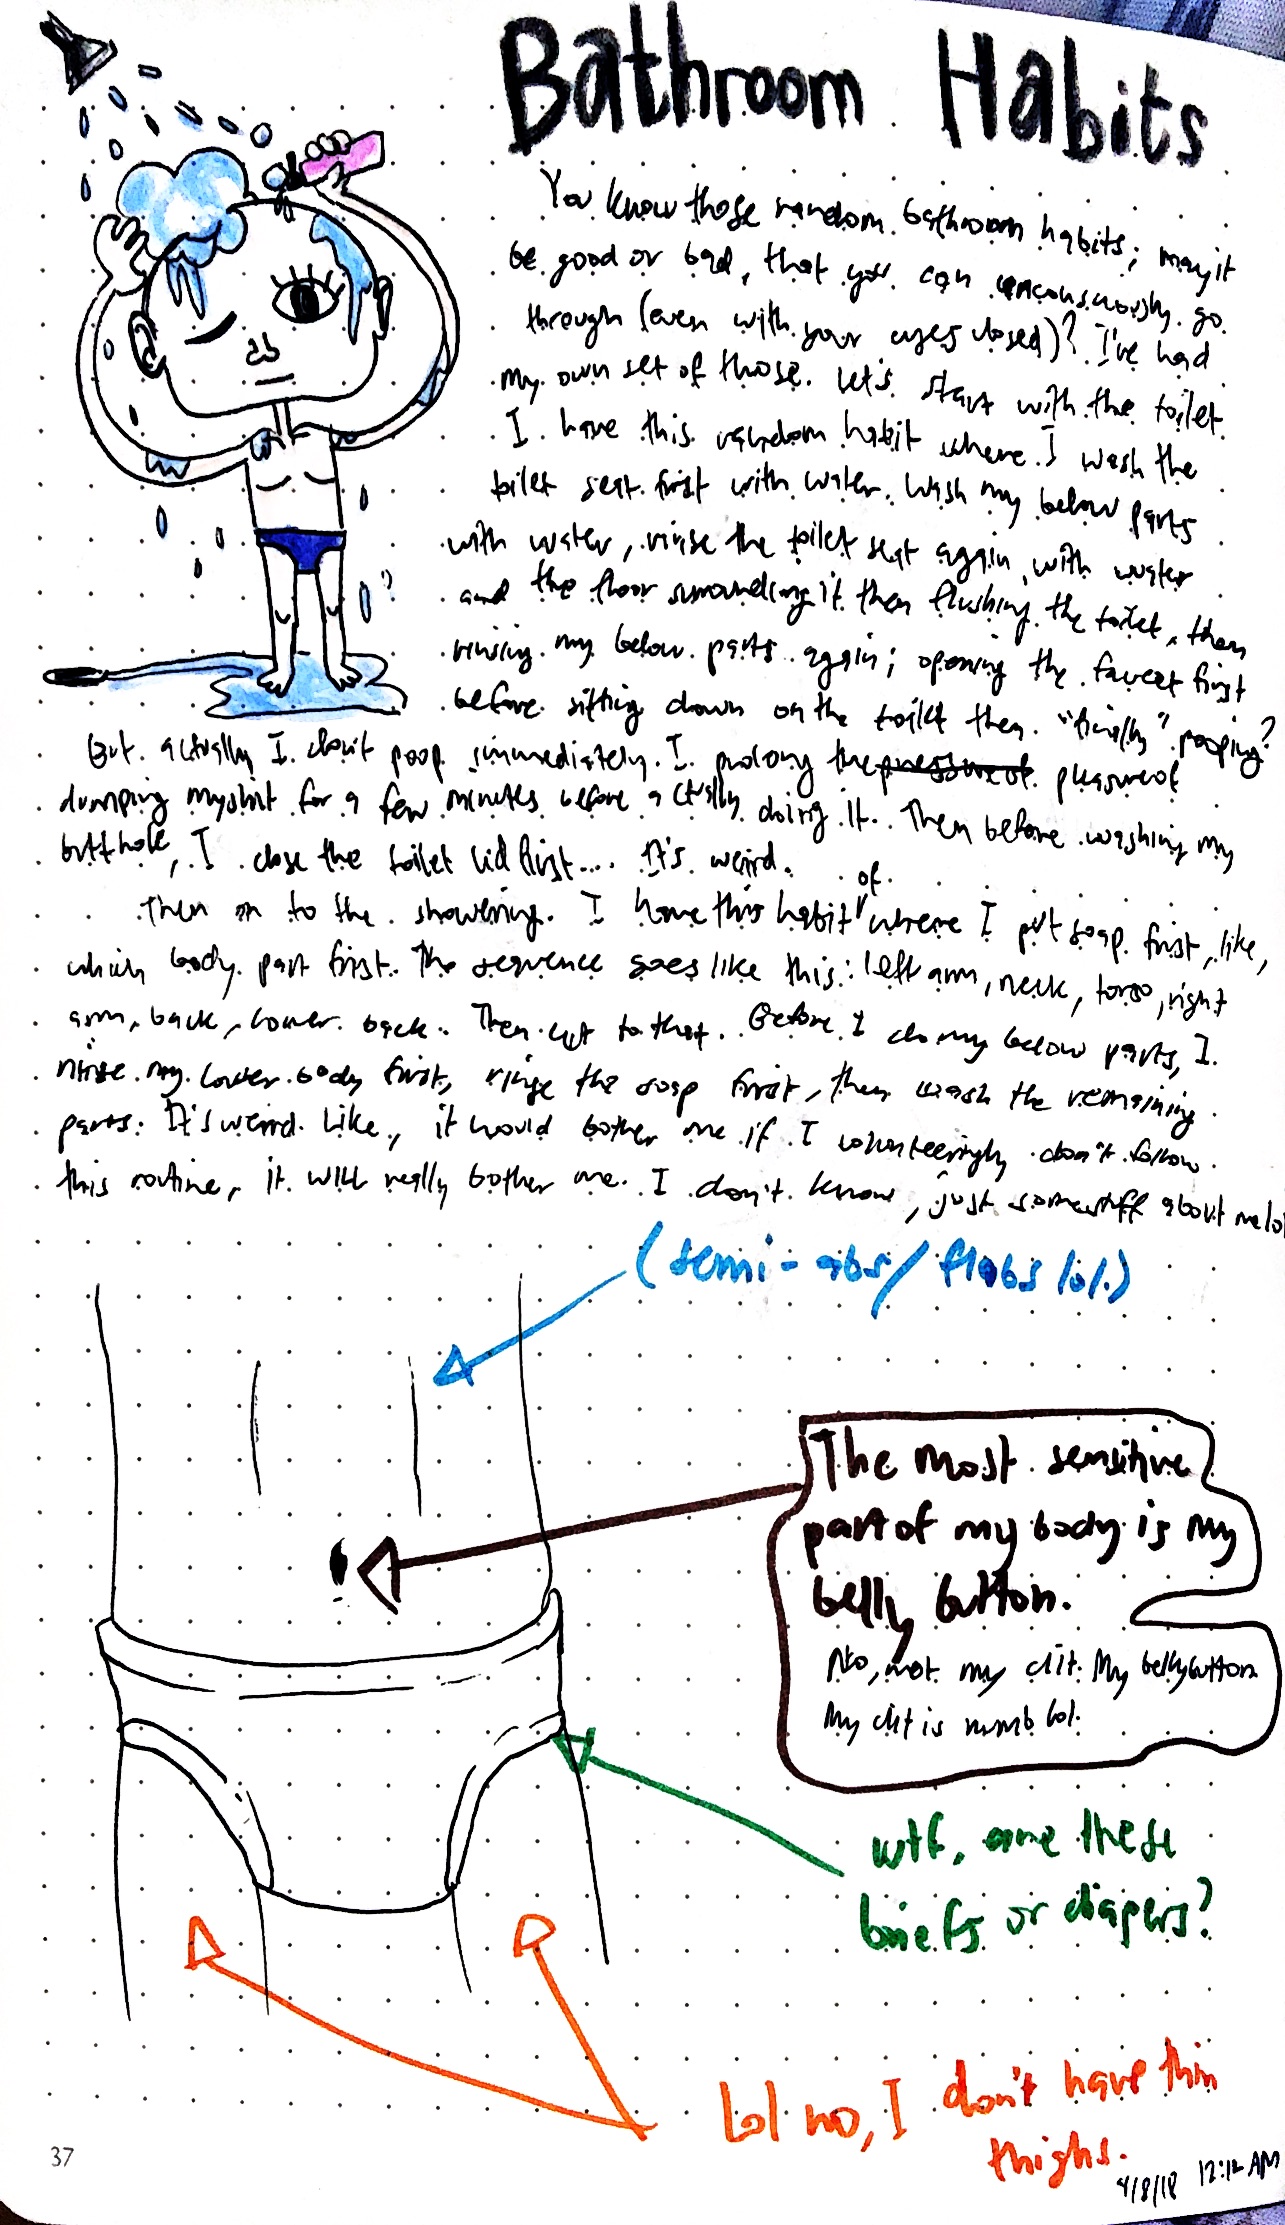 Bathroom Habits
You know those random bathroom habits; may it
be good or bad, that you can unconsciously go
through (even with your eyes closed)? I've had
my own set of those. Let's start with the toilet.
I have this random habit where I wash the
toilet seat first with water. Wash my below parts
with water, rinse the toilet seat again, with water
and the floor surrounding it then flushing the toilet, then
rinsing my below parts again; opening the faucet first
before sitting down on the toilet then "finally" pooping?
But actually I don't poop immediately. I prolong the pleasure of
dumping my shit for a few minutes before actually doing it. Then before washing my
butthole, I close the toilet lid first... It's weird.
Then on to the showering. I have this habit of where I put soap first, like,
which body part first. The sequence goes like this: left arm, neck, torso, right
arm, back, lower back. Then to that. Before I do my below parts, I
rinse my lower body first, rinse the soap first, then wash the remaining
parts. It's weird. Like, it would bother me if I volunteeringly don't follow
this routine, it will really bother me. I don't know, just some stuff about me lol
(semi-abs/flabs lol.)
The most sensitive
part of my body is my
belly button.
No, not my clit. My belly button.
My clit is numb lol.
wtf, are these
briefs or diapers?
Lol no, I don't have thin
thighs.
37
4/8/18 12:12 AM